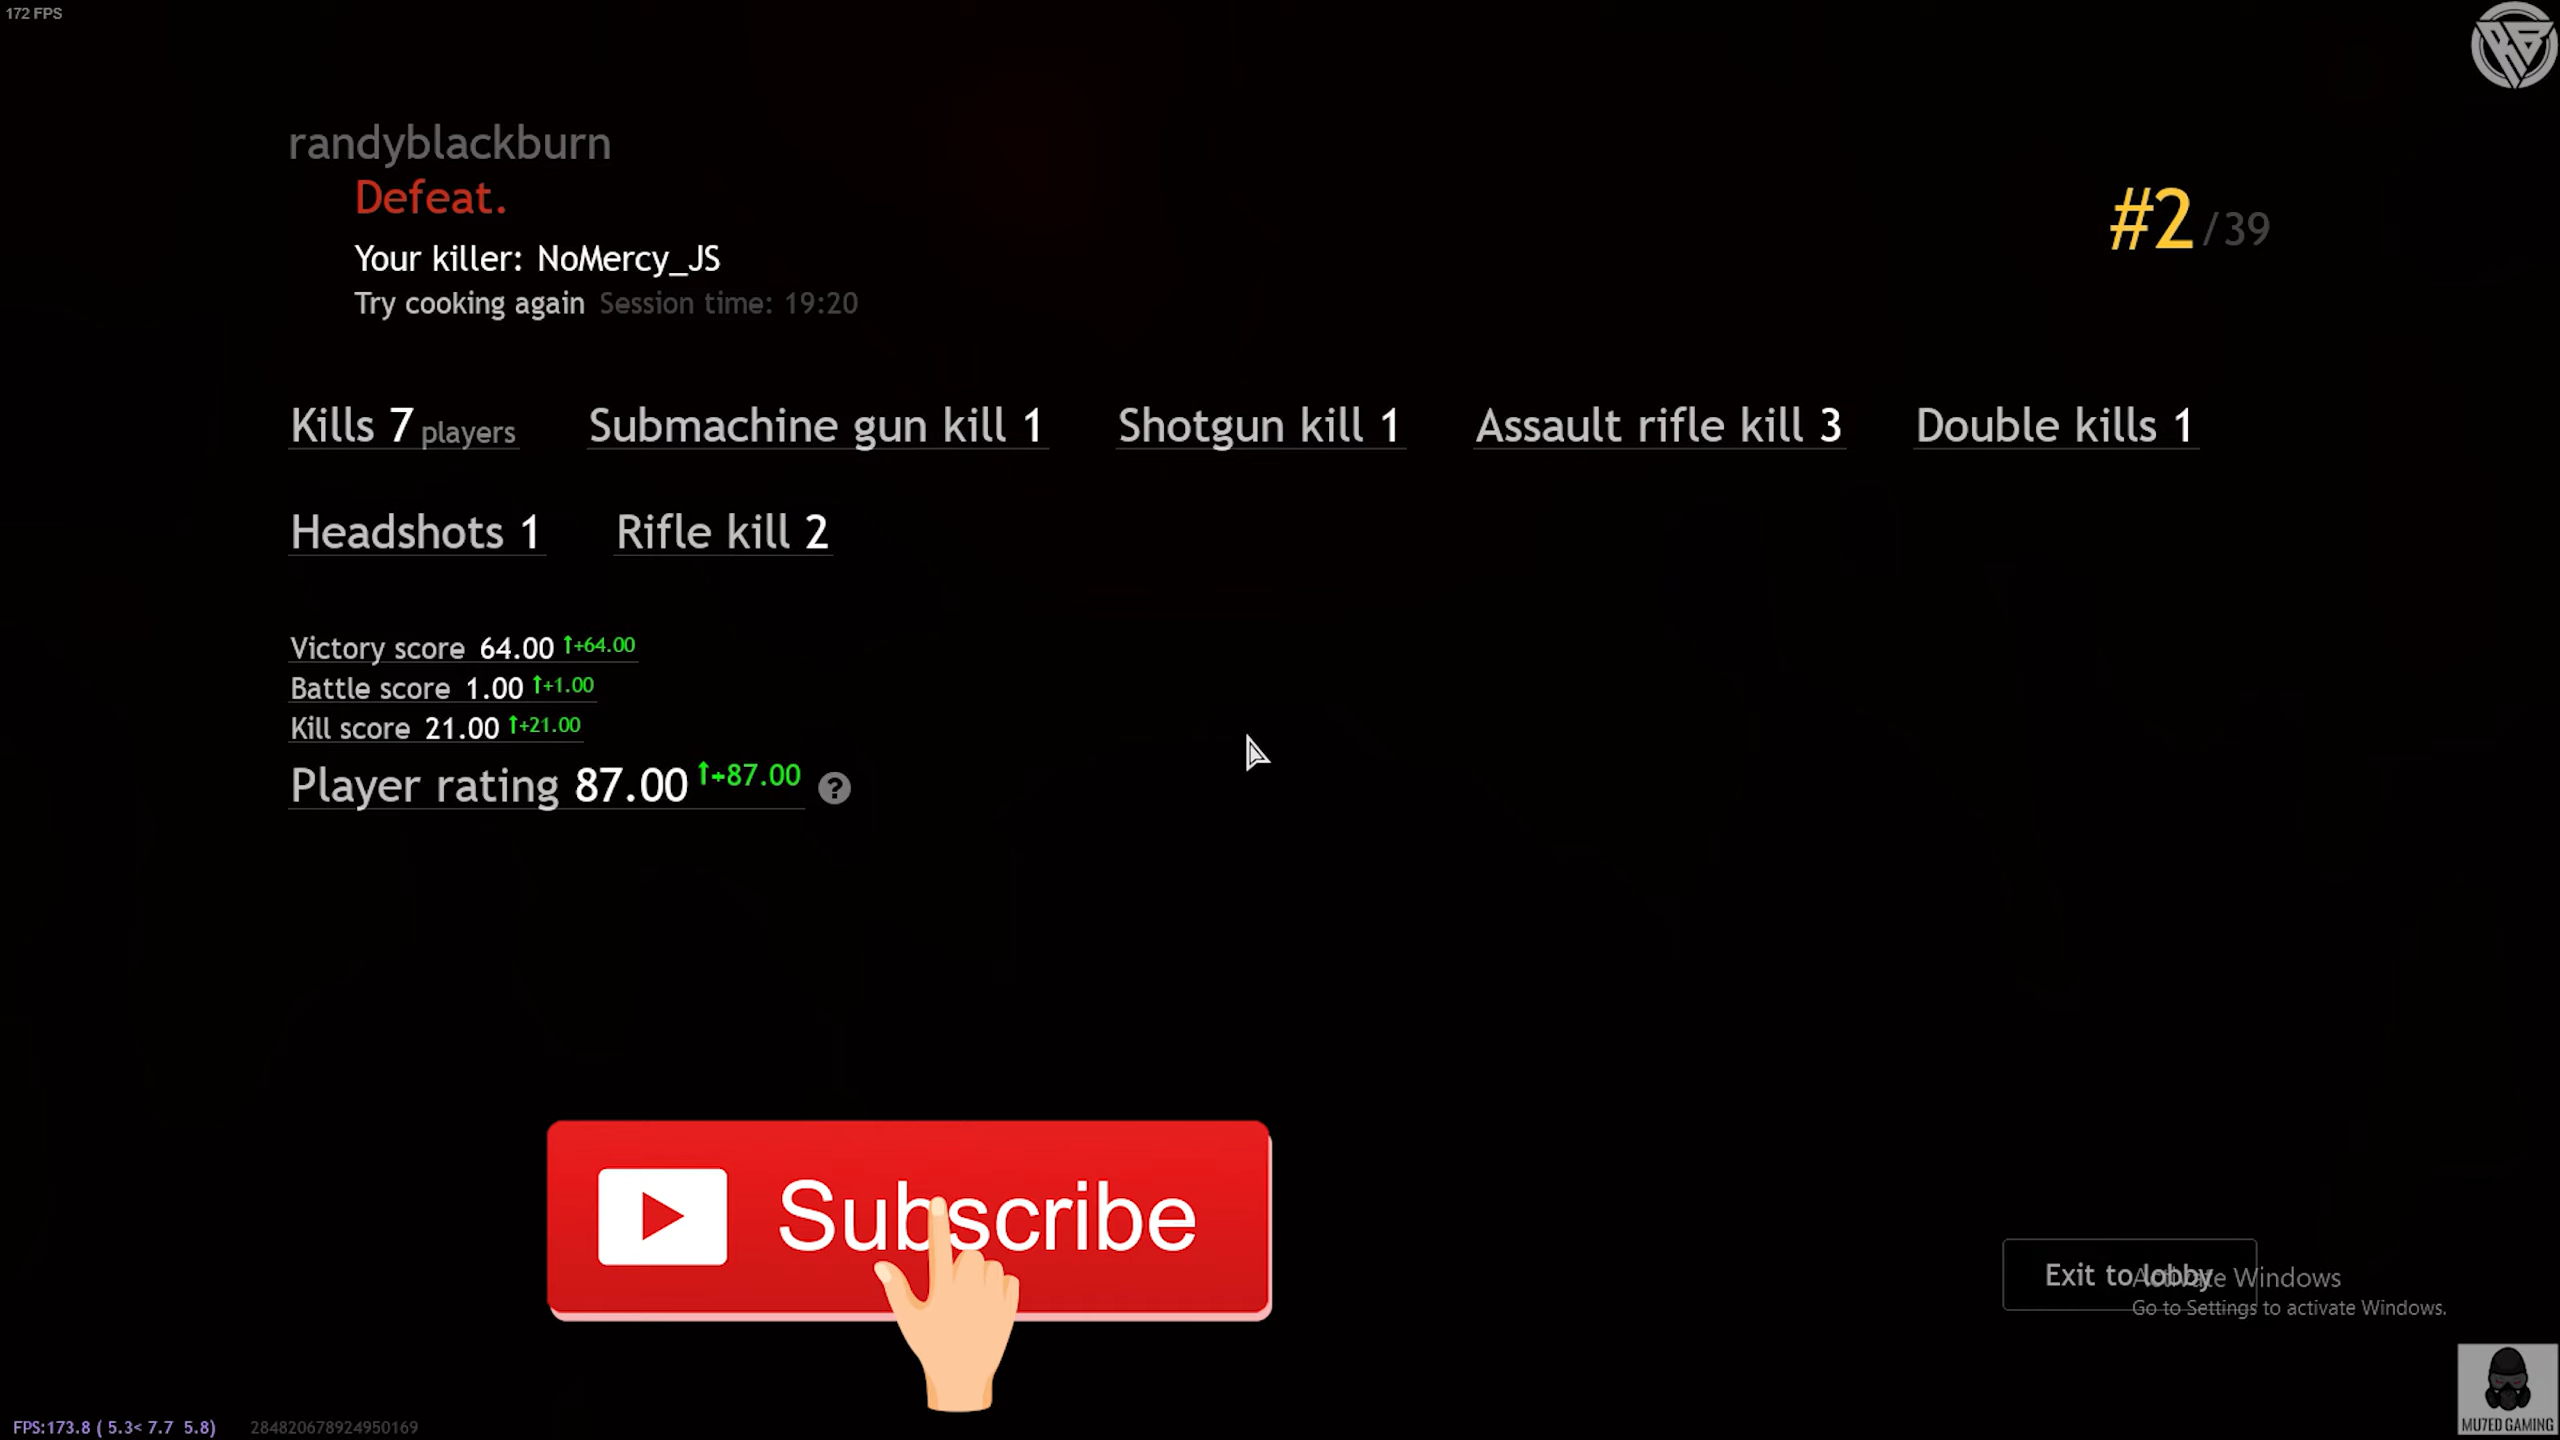 172 FPS
randyblackburn
Defeat.
#2/39
Your killer: NoMercy_JS
Try cooking again Session time: 19:20
Kills 7 players Submachine gun kill 1 Shotgun kill 1 Assault rifle kill 3 Double kills 1
Headshots 1 Rifle kill 2
Victory score 64.00 ↑+64.00
Battle score 1.00 ↑+1.00
Kill score 21.00 ↑+21.00
Player rating 87.00 ↑+87.00 ?
Subscribe
Exit to lobby
Activate Windows
Go to Settings to activate Windows.
MU7ED GAMING
FPS:173.8 ( 5.3< 7.7 5.8) 284820678924950169